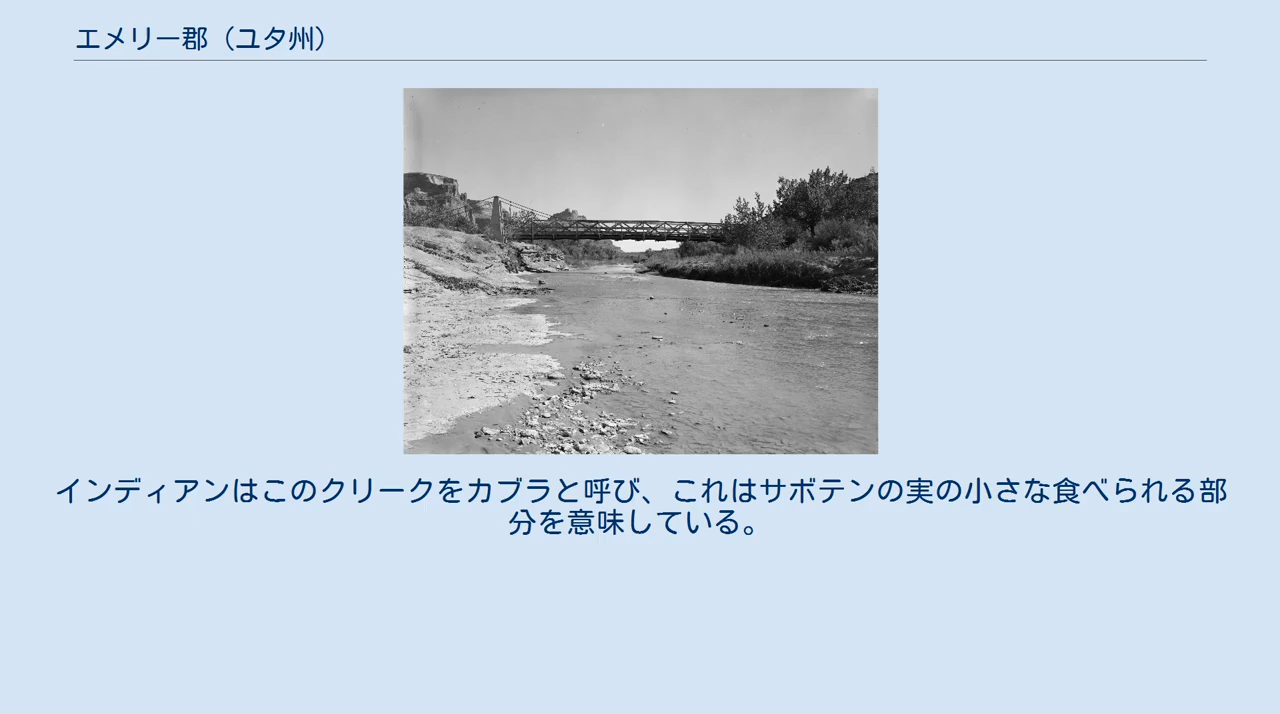 エメリー郡（ユタ州）
インディアンはこのクリークをカブラと呼び、これはサボテンの実の小さな食べられる部
分を意味している。